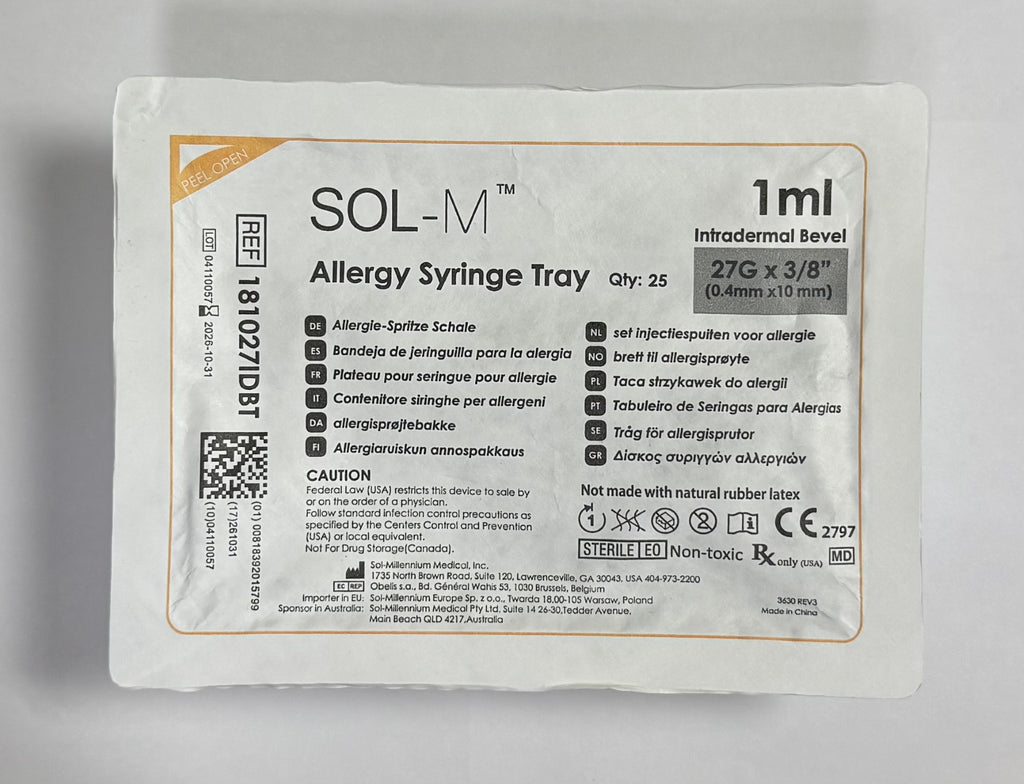 PEEL OPEN
SOL-M™
1ml
Intradermal Bevel
27G x 3/8"
(0.4mm x10 mm)
Allergy Syringe Tray Qty: 25
REF 181027IDBT
LOT 04110057 2026-10-31
(01) 00818392015799
(17)261031
(10)04110057
DE Allergie-Spritze Schale
ES Bandeja de jeringuilla para la alergia
FR Plateau pour seringue pour allergie
IT Contenitore siringhe per allergeni
DA allergisprøjtebakke
FI Allergiaruiskun annospakkaus
NL set injectiespuiten voor allergie
NO brett til allergisprøyte
PL Taca strzykawek do alergii
PT Tabuleiro de Seringas para Alergias
SE Tråg för allergisprutor
GR Δίσκος συριγγών αλλεργιών
CAUTION
Federal Law (USA) restricts this device to sale by
or on the order of a physician.
Follow standard infection control precautions as
specified by the Centers Control and Prevention
(USA) or local equivalent.
Not For Drug Storage(Canada).
Not made with natural rubber latex
1 2 i CE 2797
STERILE EO Non-toxic Rx only (USA) MD
Sol-Millennium Medical, Inc.
1735 North Brown Road, Suite 120, Lawrenceville, GA 30043, USA 404-973-2200
EC REP Obelis s.a., Bd. Général Wahis 53, 1030 Brussels, Belgium
Importer in EU: Sol-Millennium Europe Sp. z o.o., Twarda 18,00-105 Warsaw, Poland
Sponsor in Australia: Sol-Millennium Medical Pty Ltd, Suite 14 26-30,Tedder Avenue,
Main Beach QLD 4217,Australia
3630 REV3
Made in China